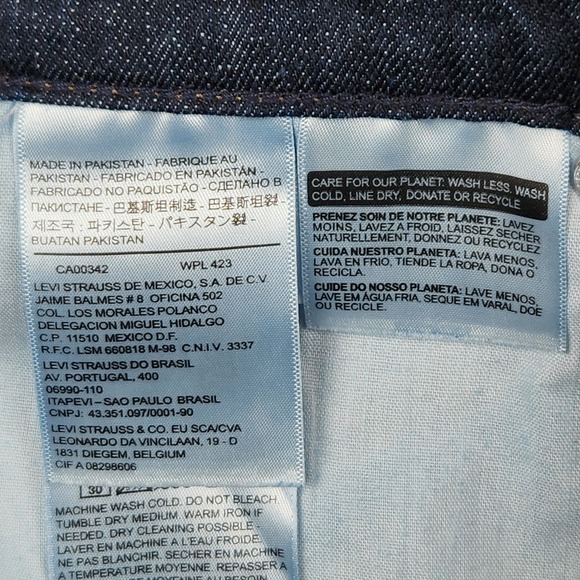 MADE IN PAKISTAN - FABRIQUE AU
PAKISTAN - FABRICADO EN PAKISTÁN -
FABRICADO NO PAQUISTÃO - СДЕЛАНО В
ПАКИСТАНЕ - 巴基斯坦制造, 巴基斯坦製
제조국 : 파키스탄 - パキスタン製 -
BUATAN PAKISTAN
CA00342 WPL 423
LEVI STRAUSS DE MEXICO, S.A. DE C.V.
JAIME BALMES # 8 OFICINA 502
COL. LOS MORALES POLANCO
DELEGACION MIGUEL HIDALGO
C.P. 11510 MEXICO D.F.
R.F.C. LSM 660818 M-98 C.N.I.V. 3337
LEVI STRAUSS DO BRASIL
AV. PORTUGAL, 400
06990-110
ITAPEVI – SAO PAULO BRASIL
CNPJ: 43.351.097/0001-90
LEVI STRAUSS & CO. EU SCA/CVA
LEONARDO DA VINCILAAN, 19 - D
1831 DIEGEM, BELGIUM
CIF A 08298606
30
MACHINE WASH COLD. DO NOT BLEACH.
TUMBLE DRY MEDIUM. WARM IRON IF
NEEDED. DRY CLEANING POSSIBLE -
LAVER EN MACHINE A L'EAU FROIDE.
NE PAS BLANCHIR. SECHER EN MACHINE
A TEMPERATURE MOYENNE. REPASSER
MOYENNE AU BESOIN.
CARE FOR OUR PLANET: WASH LESS, WASH
COLD, LINE DRY, DONATE OR RECYCLE
PRENEZ SOIN DE NOTRE PLANETE: LAVEZ
MOINS, LAVEZ A FROID, LAISSEZ SECHER
NATURELLEMENT, DONNEZ OU RECYCLEZ
CUIDA NUESTRO PLANETA: LAVA MENOS,
LAVA EN FRIO, TIENDE LA ROPA, DONA O
RECICLA.
CUIDE DO NOSSO PLANETA: LAVE MENOS,
LAVE EM ÁGUA FRIA, SEQUE EM VARAL, DOE
OU RECICLE.